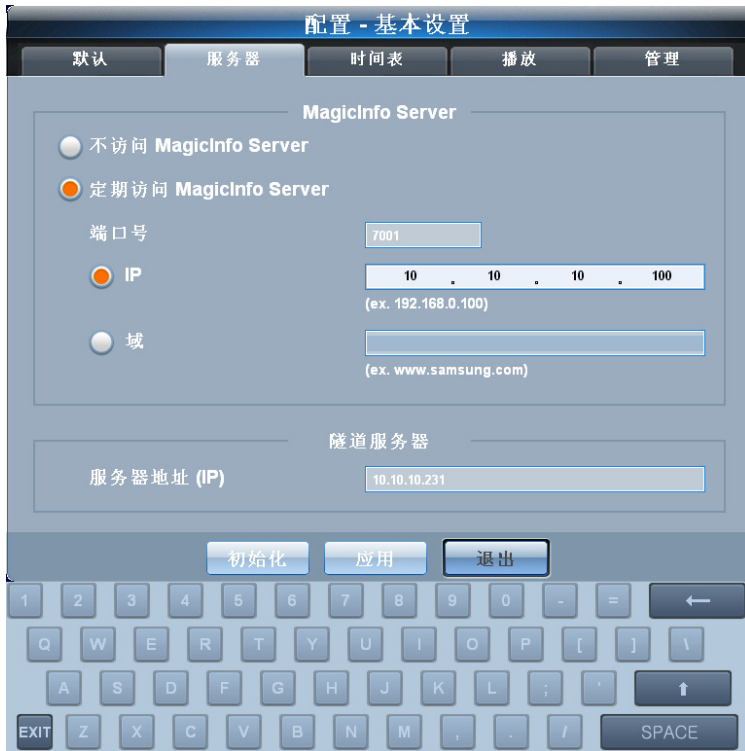 配置 - 基本设置
默认 服务器 时间表 播放 管理
MagicInfo Server
不访问 MagicInfo Server
定期访问 MagicInfo Server
端口号 7001
IP 10 . 10 . 10 . 100
(ex. 192.168.0.100)
域
(ex. www.samsung.com)
隧道服务器
服务器地址 (IP) 10.10.10.231
初始化 应用 退出
1 2 3 4 5 6 7 8 9 0 - = ←
Q W E R T Y U I O P [ ] \
A S D F G H J K L ; ' ↑
EXIT Z X C V B N M , . / SPACE